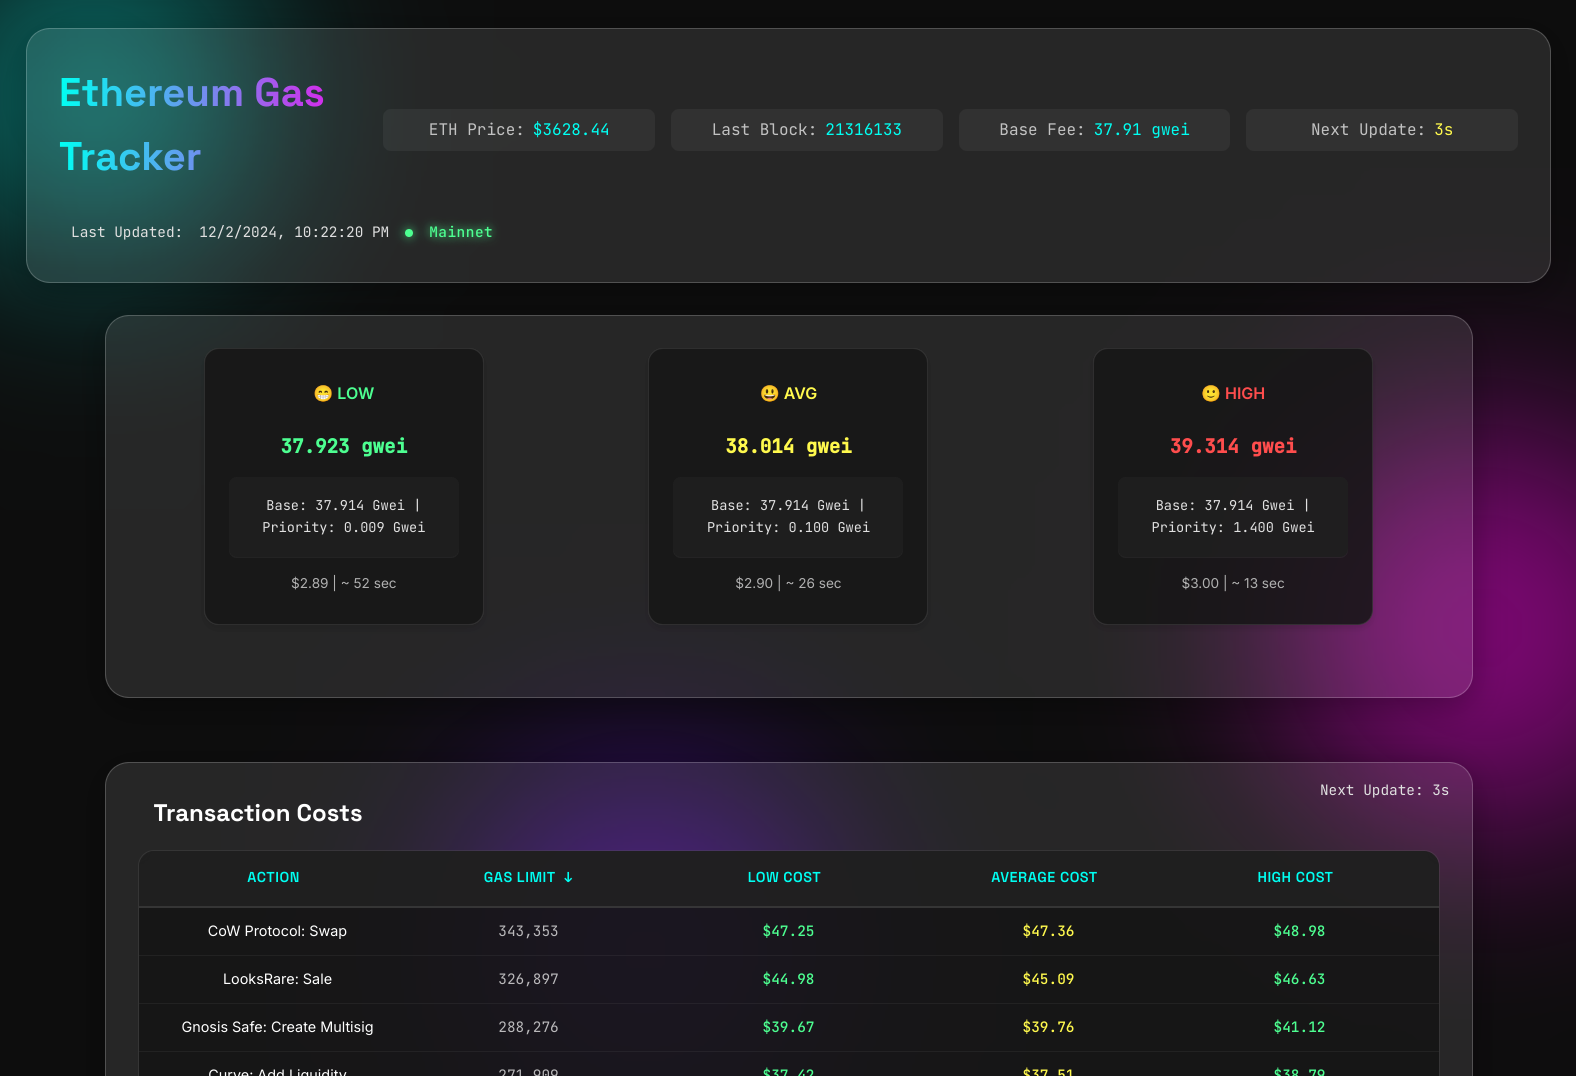 Ethereum Gas
Tracker
ETH Price: $3628.44
Last Block: 21316133
Base Fee: 37.91 gwei
Next Update: 3s
Last Updated: 12/2/2024, 10:22:20 PM ● Mainnet
😁 LOW
37.923 gwei
Base: 37.914 Gwei |
Priority: 0.009 Gwei
$2.89 | ~ 52 sec
😃 AVG
38.014 gwei
Base: 37.914 Gwei |
Priority: 0.100 Gwei
$2.90 | ~ 26 sec
🙂 HIGH
39.314 gwei
Base: 37.914 Gwei |
Priority: 1.400 Gwei
$3.00 | ~ 13 sec
Next Update: 3s
Transaction Costs
ACTION GAS LIMIT ↓ LOW COST AVERAGE COST HIGH COST
CoW Protocol: Swap 343,353 $47.25 $47.36 $48.98
LooksRare: Sale 326,897 $44.98 $45.09 $46.63
Gnosis Safe: Create Multisig 288,276 $39.67 $39.76 $41.12
Curve: Add Liquidity 271,909 $37.42 $37.51 $38.79